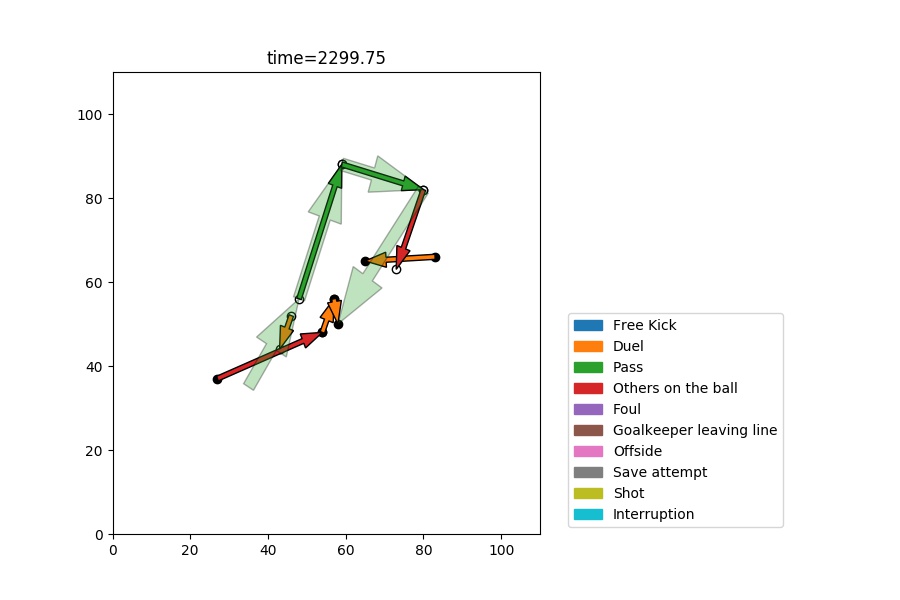 time=2299.75
100
80
60
40
20
0
0 20 40 60 80 100
Free Kick
Duel
Pass
Others on the ball
Foul
Goalkeeper leaving line
Offside
Save attempt
Shot
Interruption